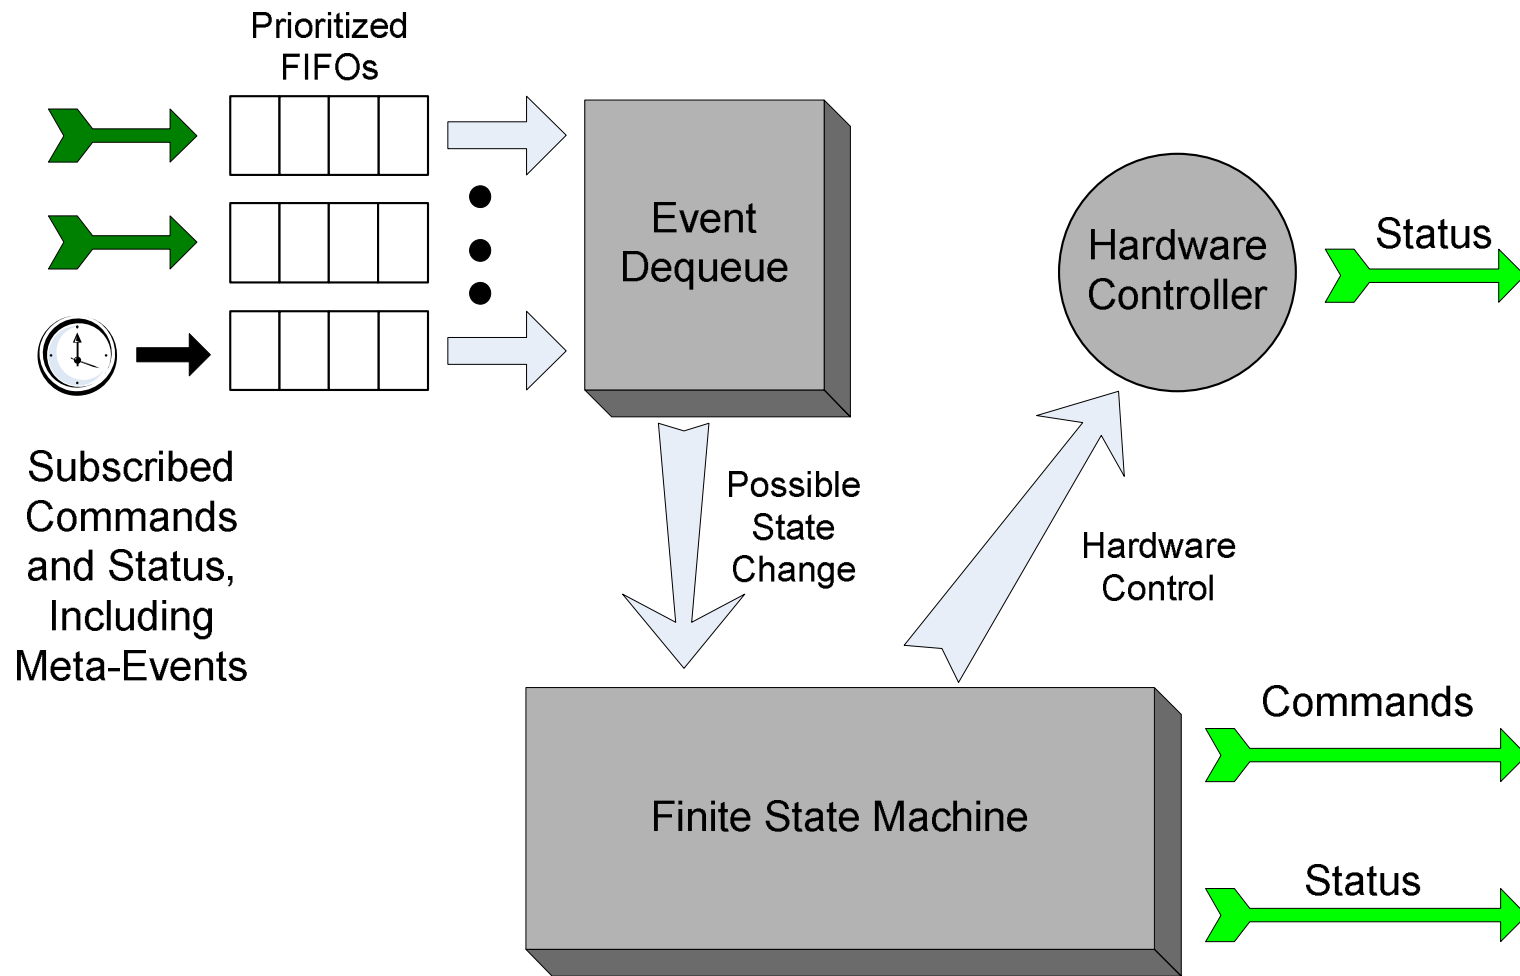 Prioritized
FIFOs
Event
Dequeue
Hardware
Controller
Status
Subscribed
Commands
and Status,
Including
Meta-Events
Possible
State
Change
Hardware
Control
Commands
Finite State Machine
Status